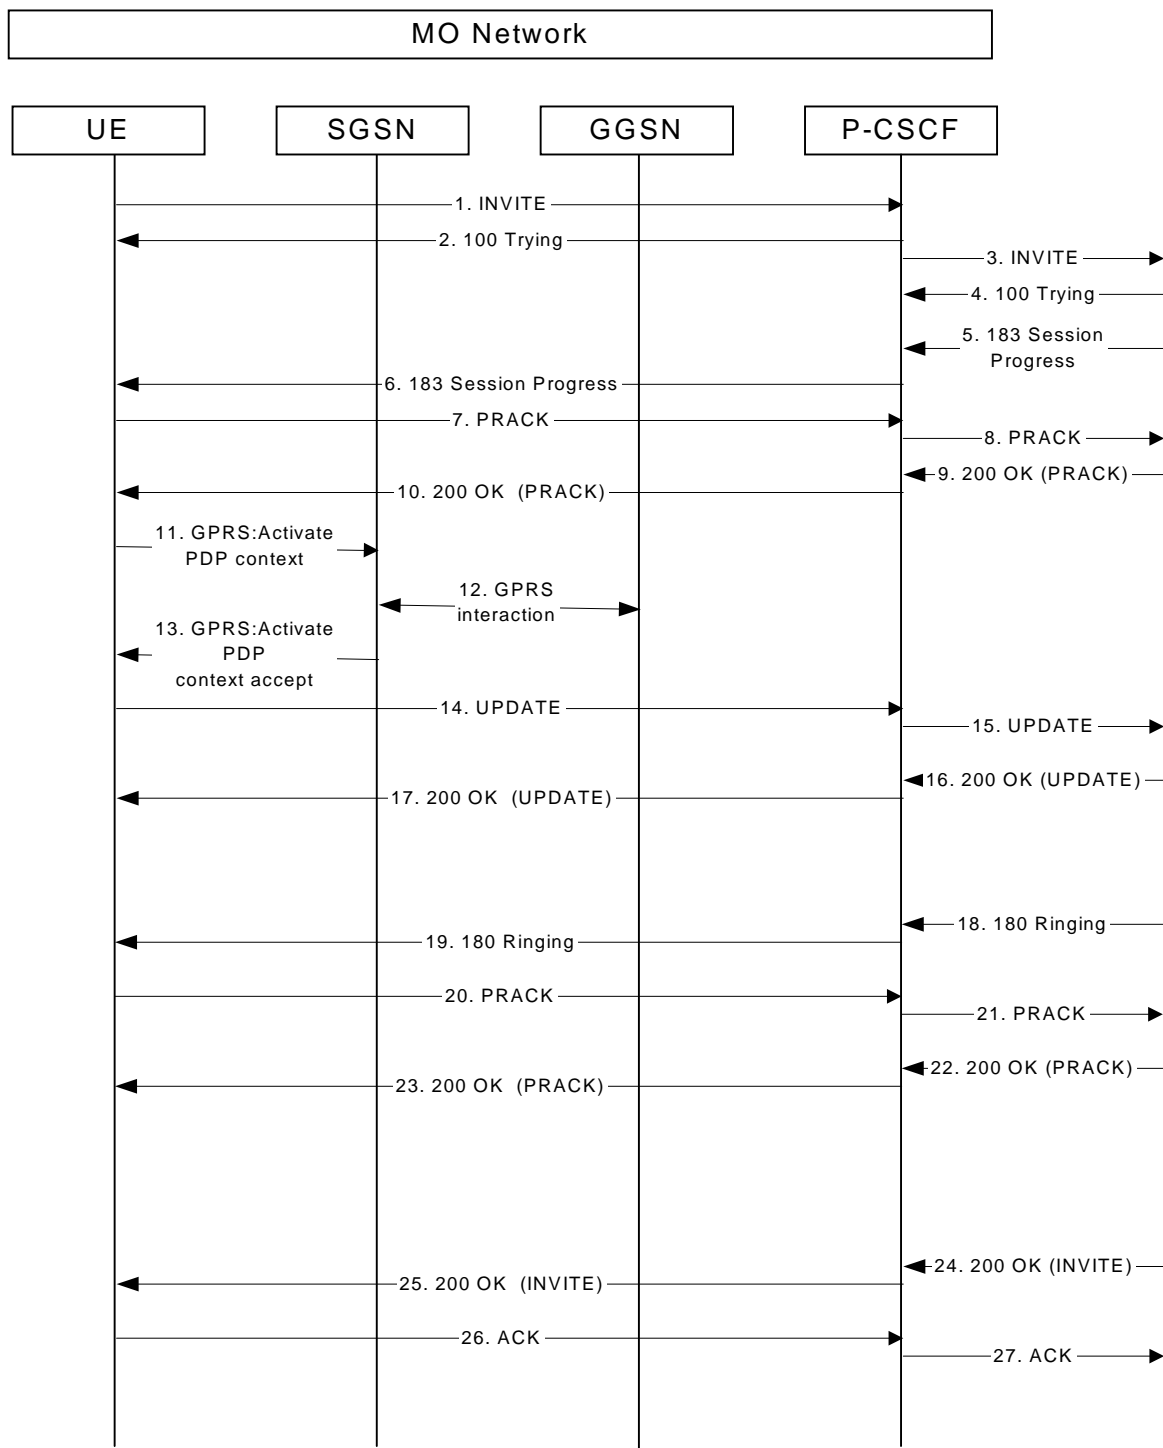 MO Network
UE
SGSN
GGSN
P-CSCF
1. INVITE
2. 100 Trying
3. INVITE
4. 100 Trying
5. 183 Session
Progress
6. 183 Session Progress
7. PRACK
8. PRACK
9. 200 OK (PRACK)
10. 200 OK (PRACK)
11. GPRS:Activate
PDP context
12. GPRS
interaction
13. GPRS:Activate
PDP
context accept
14. UPDATE
15. UPDATE
16. 200 OK (UPDATE)
17. 200 OK (UPDATE)
18. 180 Ringing
19. 180 Ringing
20. PRACK
21. PRACK
22. 200 OK (PRACK)
23. 200 OK (PRACK)
24. 200 OK (INVITE)
25. 200 OK (INVITE)
26. ACK
27. ACK